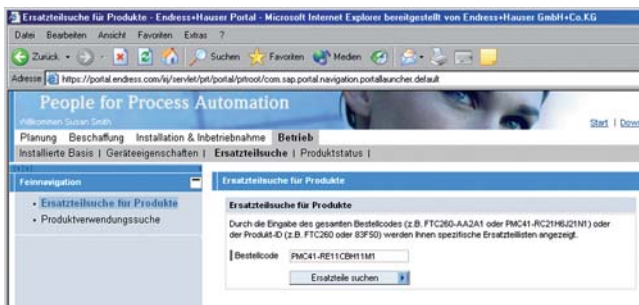 Ersatzteilsuche für Produkte - Endress+Hauser Portal - Microsoft Internet Explorer bereitgestellt von Endress+Hauser GmbH+Co.KG
Datei Bearbeiten Ansicht Favoriten Extras ?
Zurück Suchen Favoriten Medien
Adresse https://portal.endress.com/irj/servlet/prt/portal/prtroot/com.sap.portal.navigation.portallauncher.default
People for Process Automation
Willkommen Susan Smith
Start | Dow
Planung Beschaffung Installation & Inbetriebnahme Betrieb
Installierte Basis | Geräteeigenschaften | Ersatzteilsuche | Produktstatus |
Feinnavigation
Ersatzteilsuche für Produkte
• Ersatzteilsuche für Produkte
• Produktverwendungssuche
Ersatzteilsuche für Produkte
Durch die Eingabe des gesamten Bestellcodes (z.B. FTC260-AA2A1 oder PMC41-RC21H6J21N1) oder
der Produkt-ID (z.B. FTC260 oder 83F50) werden Ihnen spezifische Ersatzteillisten angezeigt.
Bestellcode PMC41-RE11CBH11M1
Ersatzteile suchen